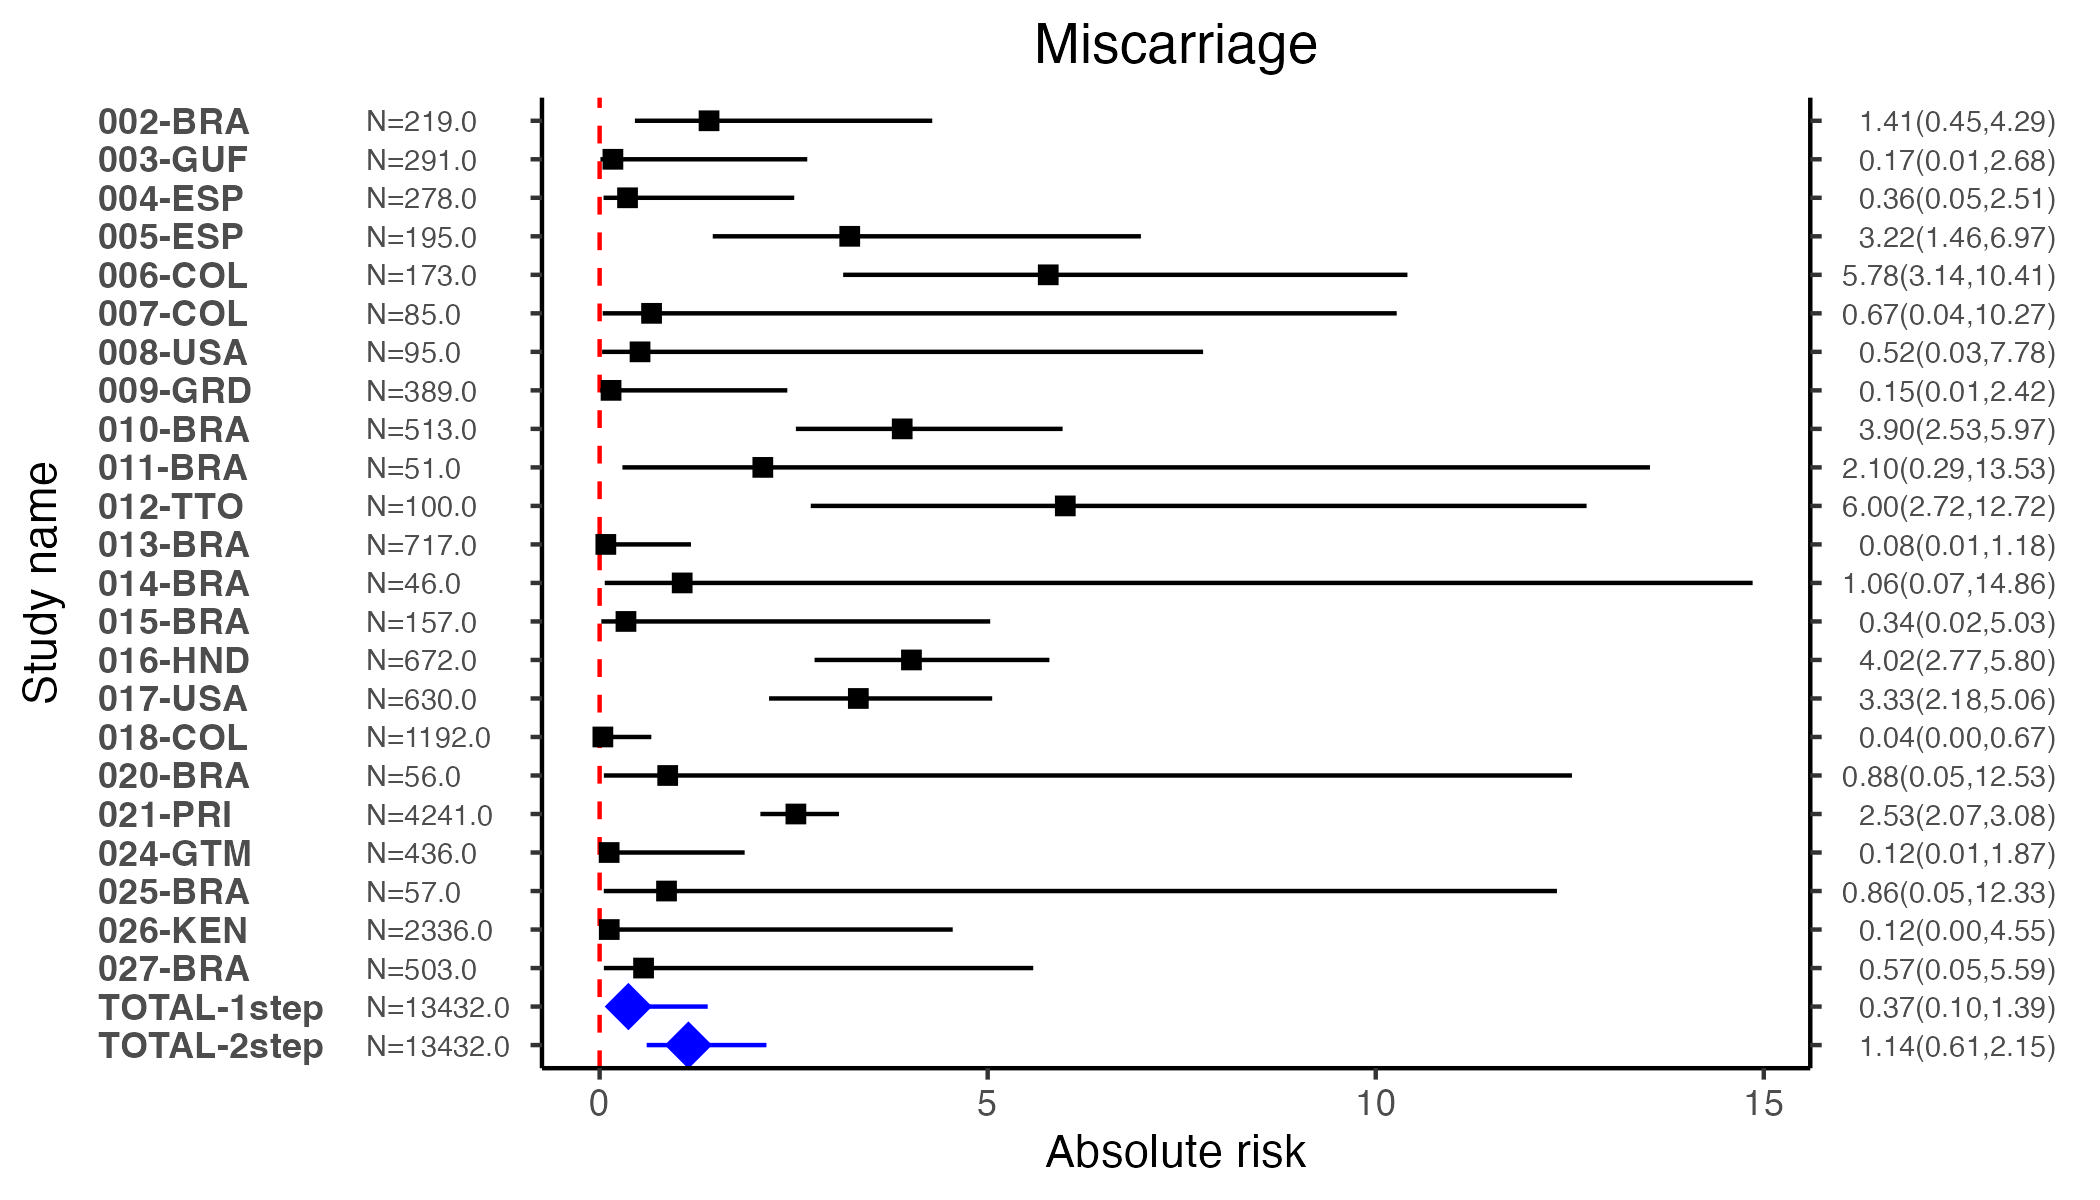 Miscarriage
Study name
002-BRA N=219.0 1.41(0.45,4.29)
003-GUF N=291.0 0.17(0.01,2.68)
004-ESP N=278.0 0.36(0.05,2.51)
005-ESP N=195.0 3.22(1.46,6.97)
006-COL N=173.0 5.78(3.14,10.41)
007-COL N=85.0 0.67(0.04,10.27)
008-USA N=95.0 0.52(0.03,7.78)
009-GRD N=389.0 0.15(0.01,2.42)
010-BRA N=513.0 3.90(2.53,5.97)
011-BRA N=51.0 2.10(0.29,13.53)
012-TTO N=100.0 6.00(2.72,12.72)
013-BRA N=717.0 0.08(0.01,1.18)
014-BRA N=46.0 1.06(0.07,14.86)
015-BRA N=157.0 0.34(0.02,5.03)
016-HND N=672.0 4.02(2.77,5.80)
017-USA N=630.0 3.33(2.18,5.06)
018-COL N=1192.0 0.04(0.00,0.67)
020-BRA N=56.0 0.88(0.05,12.53)
021-PRI N=4241.0 2.53(2.07,3.08)
024-GTM N=436.0 0.12(0.01,1.87)
025-BRA N=57.0 0.86(0.05,12.33)
026-KEN N=2336.0 0.12(0.00,4.55)
027-BRA N=503.0 0.57(0.05,5.59)
TOTAL-1step N=13432.0 0.37(0.10,1.39)
TOTAL-2step N=13432.0 1.14(0.61,2.15)
0 5 10 15
Absolute risk